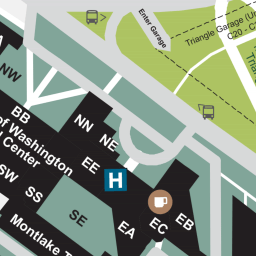 Enter Garage
Triangle Garage
C20 - C
A
NW
BB
NN
NE
of Washington
Center
EE
H
SW
SS
SE
EA
EC
EB
Montlake